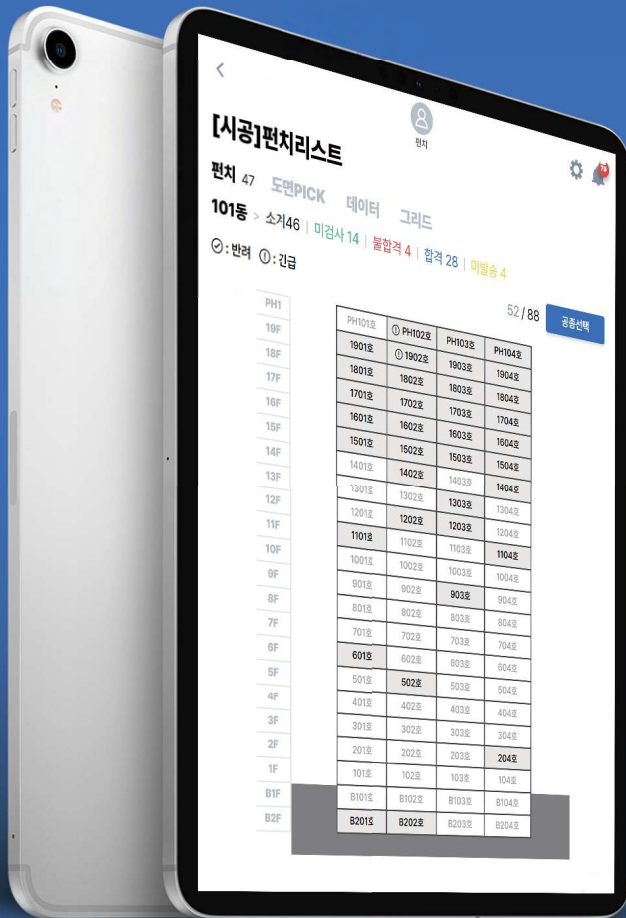 <
펀치
[시공]펀치리스트
펀치 47 도면PICK 데이터 그리드
101동 > 소계46 | 미검사 14 | 불합격 4 | 합격 28 | 미발송 4
: 반려 : 긴급
52 / 88 공종선택
PH1
19F
18F
17F
16F
15F
14F
13F
12F
11F
10F
9F
8F
7F
6F
5F
4F
3F
2F
1F
B1F
B2F
PH101호 PH102호 PH103호 PH104호
1901호 1902호 1903호 1904호
1801호 1802호 1803호 1804호
1701호 1702호 1703호 1704호
1601호 1602호 1603호 1604호
1501호 1502호 1503호 1504호
1401호 1402호 1403호 1404호
1301호 1302호 1303호 1304호
1201호 1202호 1203호 1204호
1101호 1102호 1103호 1104호
1001호 1002호 1003호 1004호
901호 902호 903호 904호
801호 802호 803호 804호
701호 702호 703호 704호
601호 602호 603호 604호
501호 502호 503호 504호
401호 402호 403호 404호
301호 302호 303호 304호
201호 202호 203호 204호
101호 102호 103호 104호
B101호 B102호 B103호 B104호
B201호 B202호 B203호 B204호